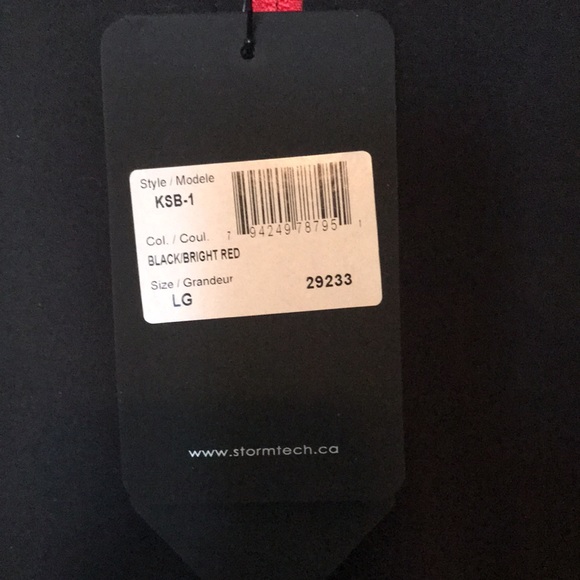 Style / Modele
KSB-1
Col. / Coul.
7 94249 78795 1
BLACK/BRIGHT RED
Size / Grandeur
LG
29233
www.stormtech.ca